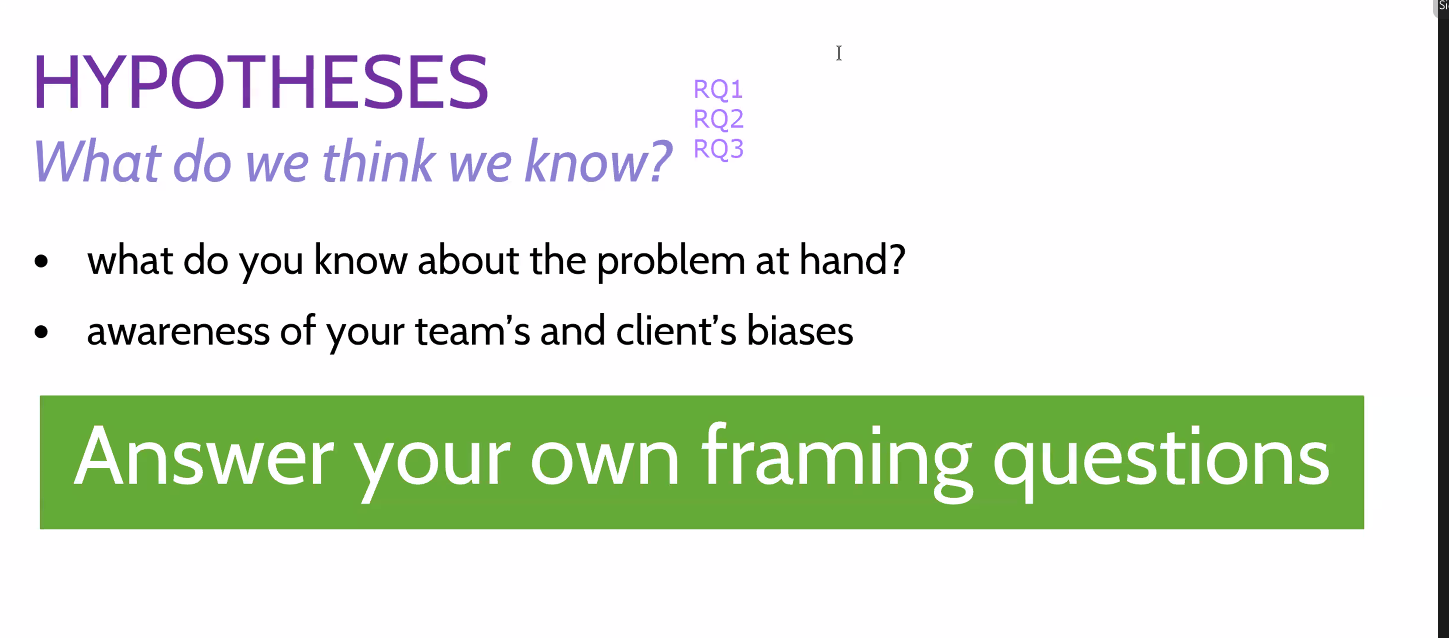 HYPOTHESES
RQ1
RQ2
What do we think we know?
RQ3
• what do you know about the problem at hand?
• awareness of your team’s and client’s biases
Answer your own framing questions